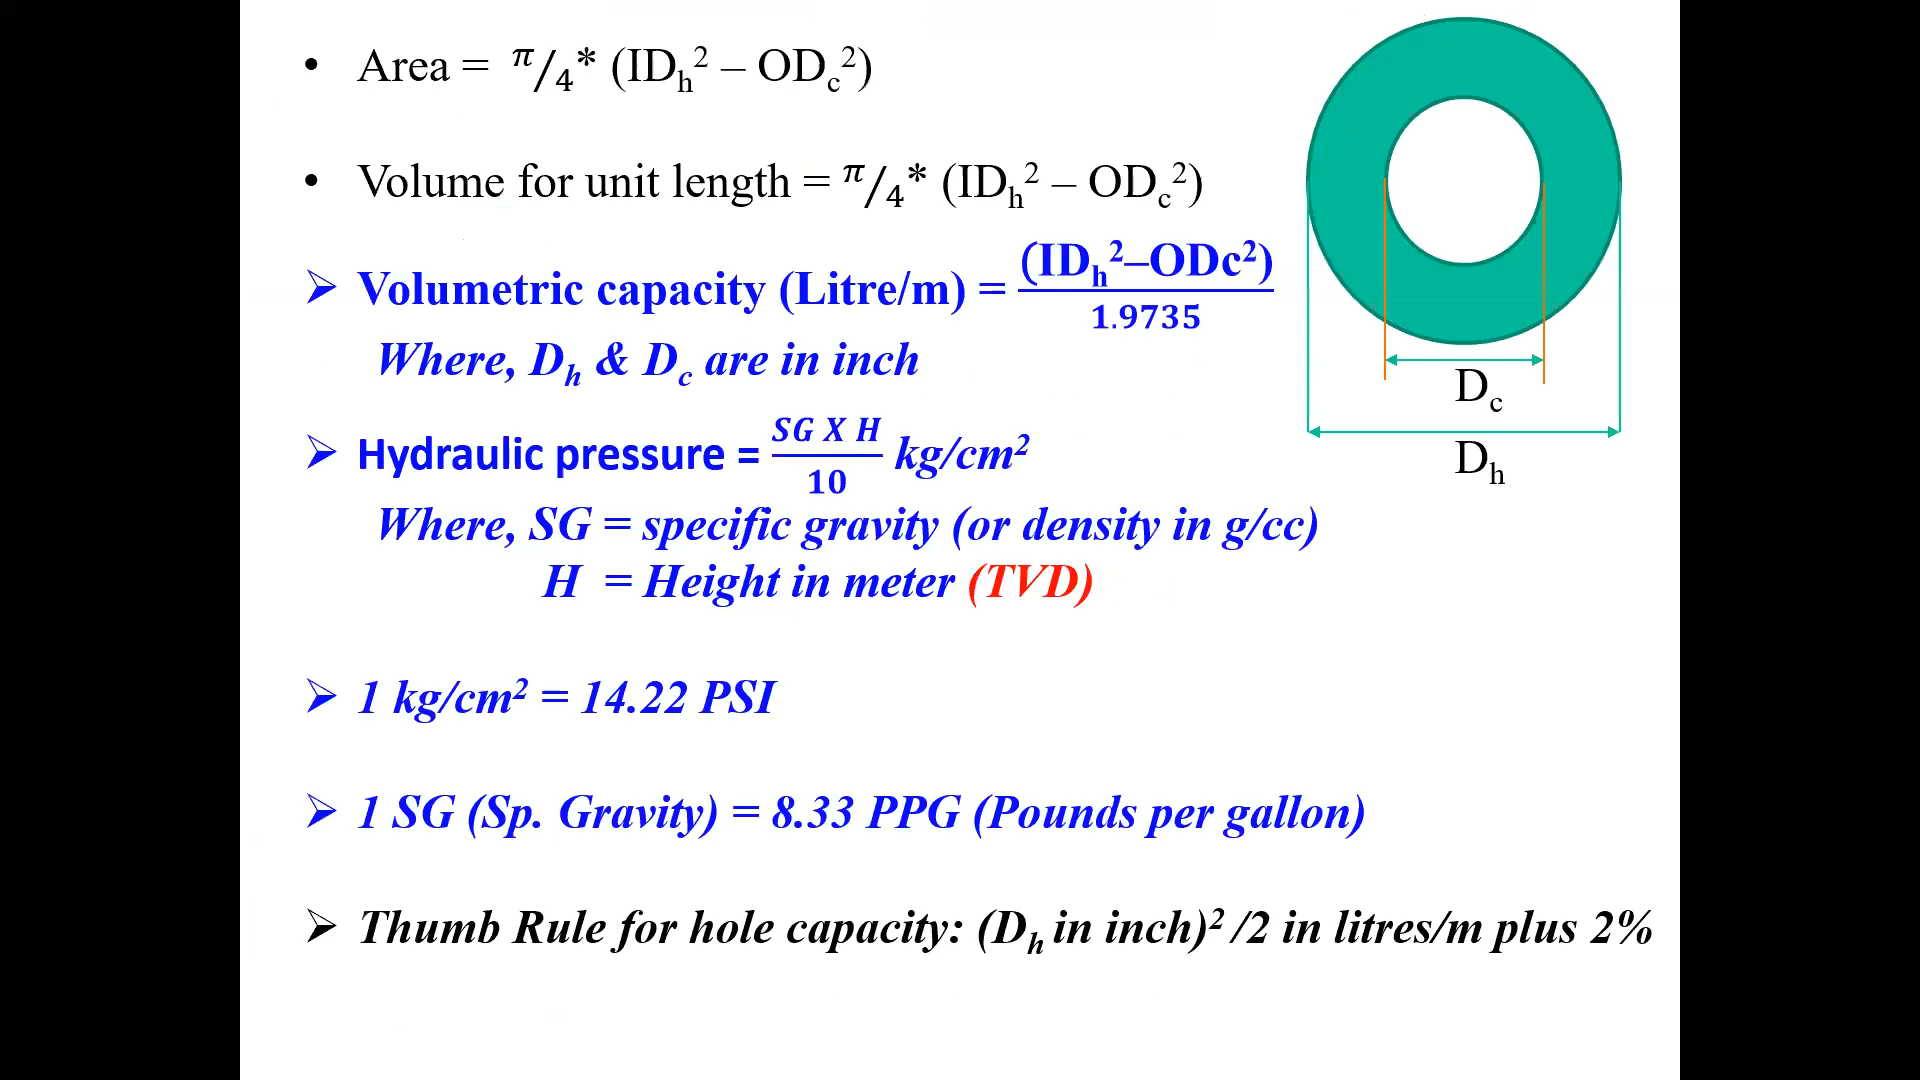 • Area = π/4* (IDh² – ODc²)
• Volume for unit length = π/4* (IDh² – ODc²)
➢ Volumetric capacity (Litre/m) = (IDh²–ODc²)/1.9735
Where, Dh & Dc are in inch
Dc
➢ Hydraulic pressure = SG X H/10 kg/cm²
Dh
Where, SG = specific gravity (or density in g/cc)
H = Height in meter (TVD)
➢ 1 kg/cm² = 14.22 PSI
➢ 1 SG (Sp. Gravity) = 8.33 PPG (Pounds per gallon)
➢ Thumb Rule for hole capacity: (Dh in inch)² /2 in litres/m plus 2%